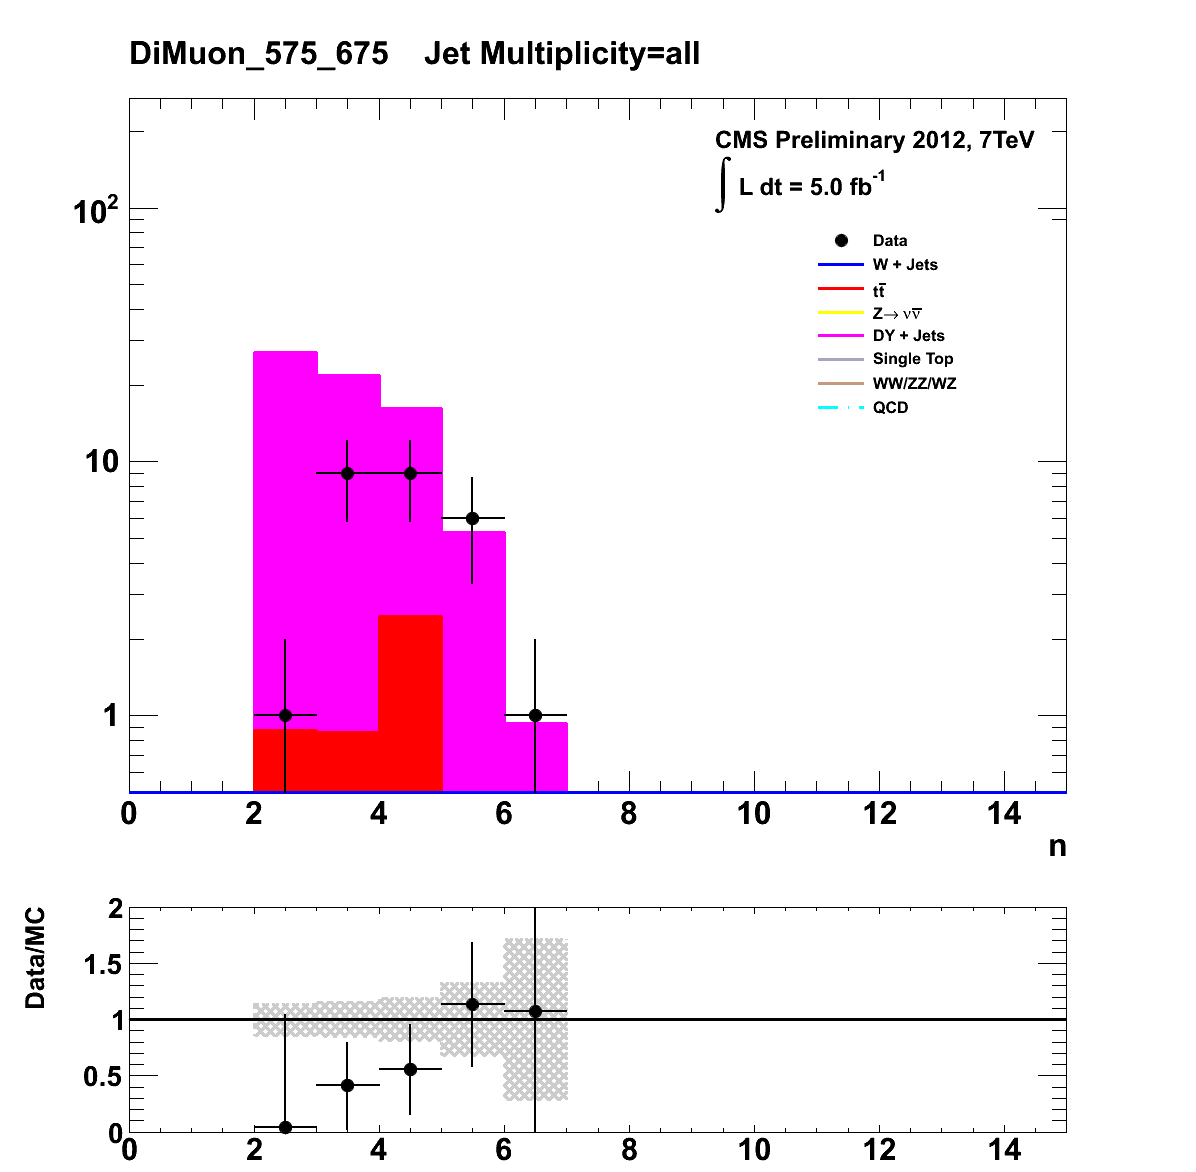 DiMuon_575_675 Jet Multiplicity=all
CMS Preliminary 2012, 7TeV
∫ L dt = 5.0 fb⁻¹
Data
W + Jets
tt̅
Z→ νν̅
DY + Jets
Single Top
WW/ZZ/WZ
QCD
10²
10
1
0 2 4 6 8 10 12 14
n
Data/MC
2
1.5
1
0.5
0
0 2 4 6 8 10 12 14